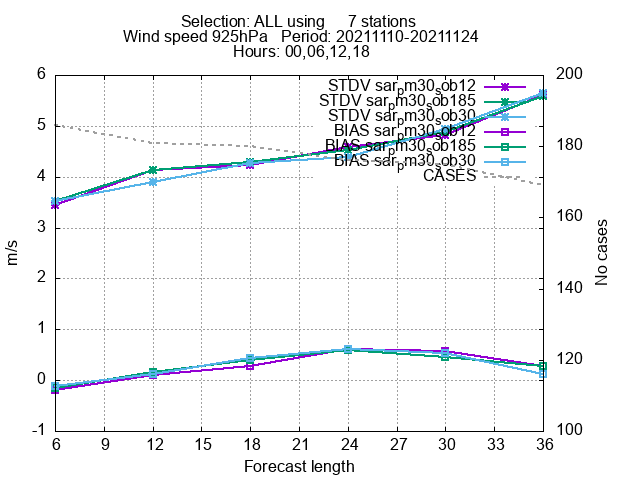 Selection: ALL using 7 stations
Wind speed 925hPa Period: 20211110-20211124
Hours: 00,06,12,18
STDV sar_pm30_sob12
STDV sar_pm30_sob185
STDV sar_pm30_sob30
BIAS sar_pm30_sob12
BIAS sar_pm30_sob185
BIAS sar_pm30_sob30
CASES
6
5
4
3
2
1
0
-1
m/s
200
180
160
140
120
100
No cases
6 9 12 15 18 21 24 27 30 33 36
Forecast length